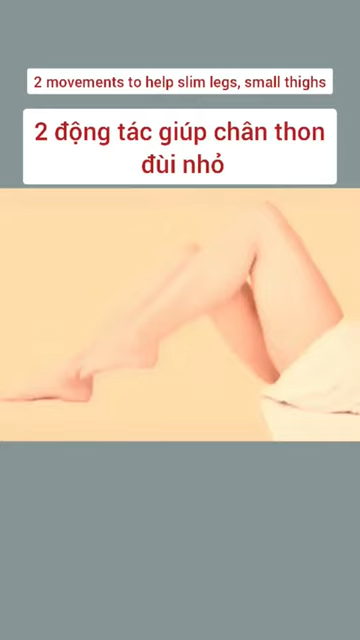 2 movements to help slim legs, small thighs
2 động tác giúp chân thon
đùi nhỏ